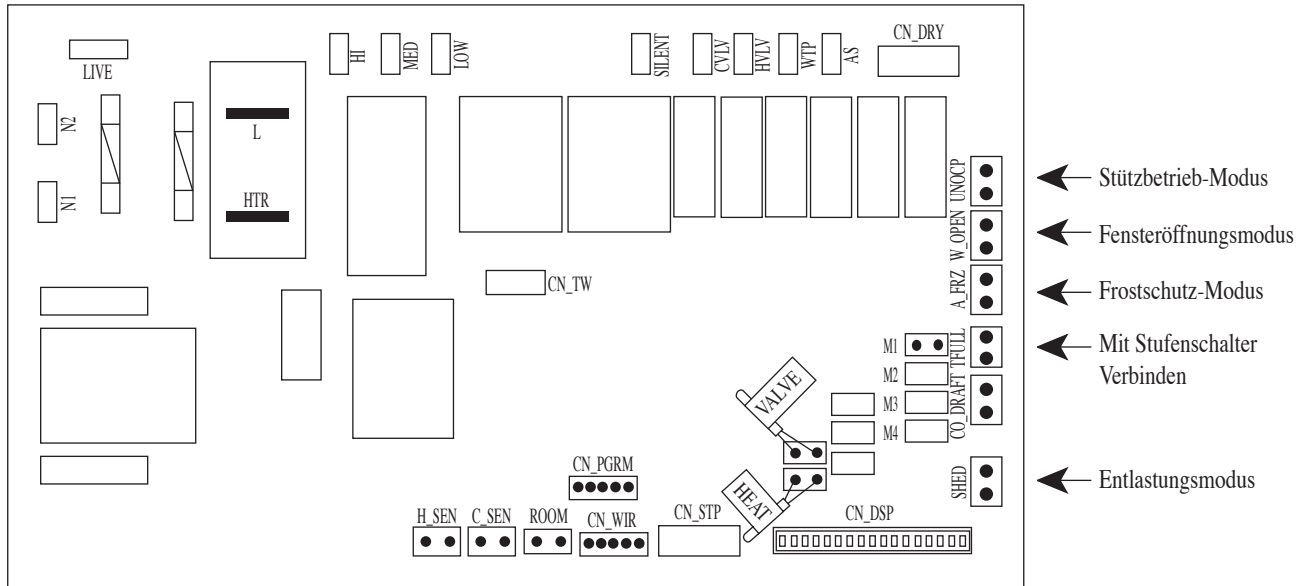 LIVE
HI
MED
LOW
SILENT
CVLV
HVLV
WTP
AS
CN_DRY
N2
N1
L
HTR
CN_TW
UNOCP
Stützbetrieb-Modus
W_OPEN
Fensteröffnungsmodus
A_FRZ
Frostschutz-Modus
TFULL
Mit Stufenschalter
Verbinden
M1
M2
M3
M4
CO_DRAFT
VALVE
HEAT
SHED
Entlastungsmodus
CN_PGRM
H_SEN
C_SEN
ROOM
CN_WIR
CN_STP
CN_DSP